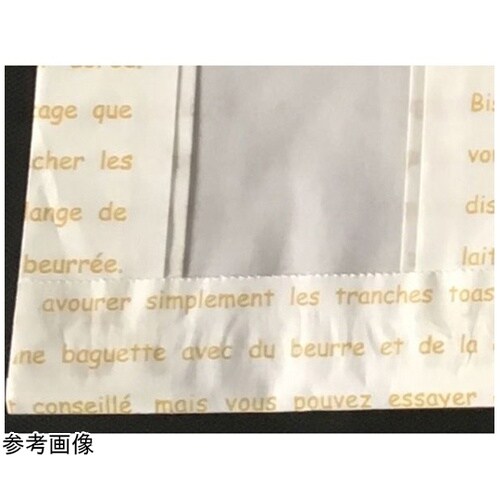 age que
cher les
lange de
beurrée.
Bis
vo
dis
lait
avourer simplement les tranches toas
ne baguette avec du beurre et de la
conseillé mais vous pouvez essayer
参考画像